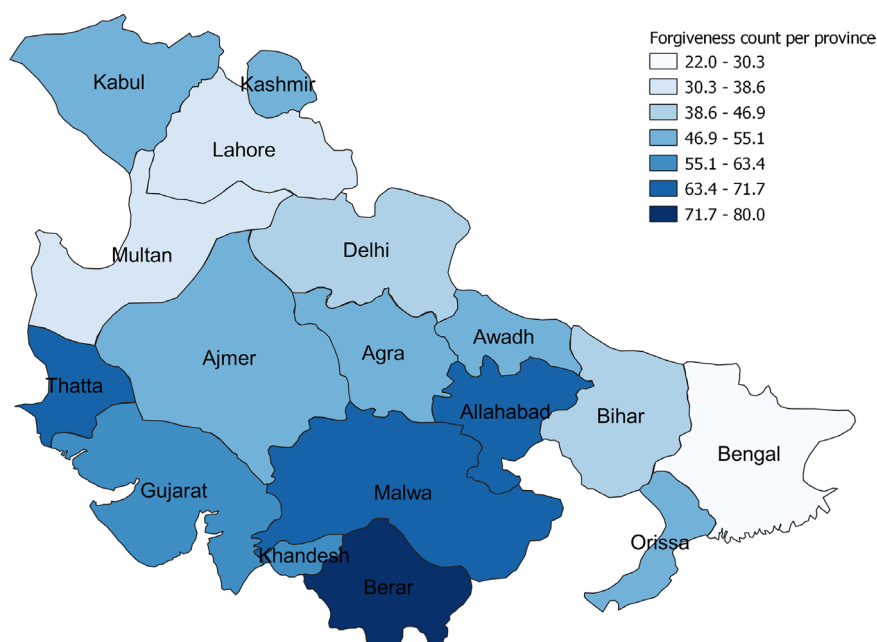 Forgiveness count per province
22.0 - 30.3
30.3 - 38.6
38.6 - 46.9
46.9 - 55.1
55.1 - 63.4
63.4 - 71.7
71.7 - 80.0
Kabul
Kashmir
Lahore
Multan
Delhi
Ajmer
Agra
Awadh
Thatta
Allahabad
Bihar
Bengal
Gujarat
Malwa
Orissa
Khandesh
Berar